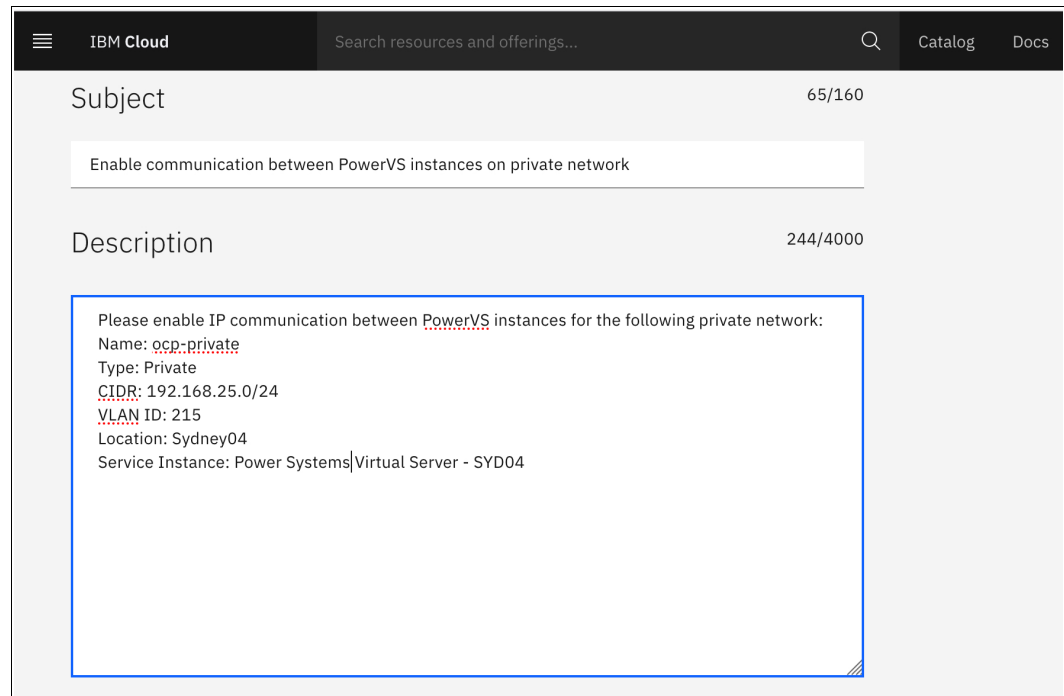 IBM Cloud
Search resources and offerings...
Catalog
Docs
Subject
65/160
Enable communication between PowerVS instances on private network
Description
244/4000
Please enable IP communication between PowerVS instances for the following private network:
Name: ocp-private
Type: Private
CIDR: 192.168.25.0/24
VLAN ID: 215
Location: Sydney04
Service Instance: Power Systems Virtual Server - SYD04